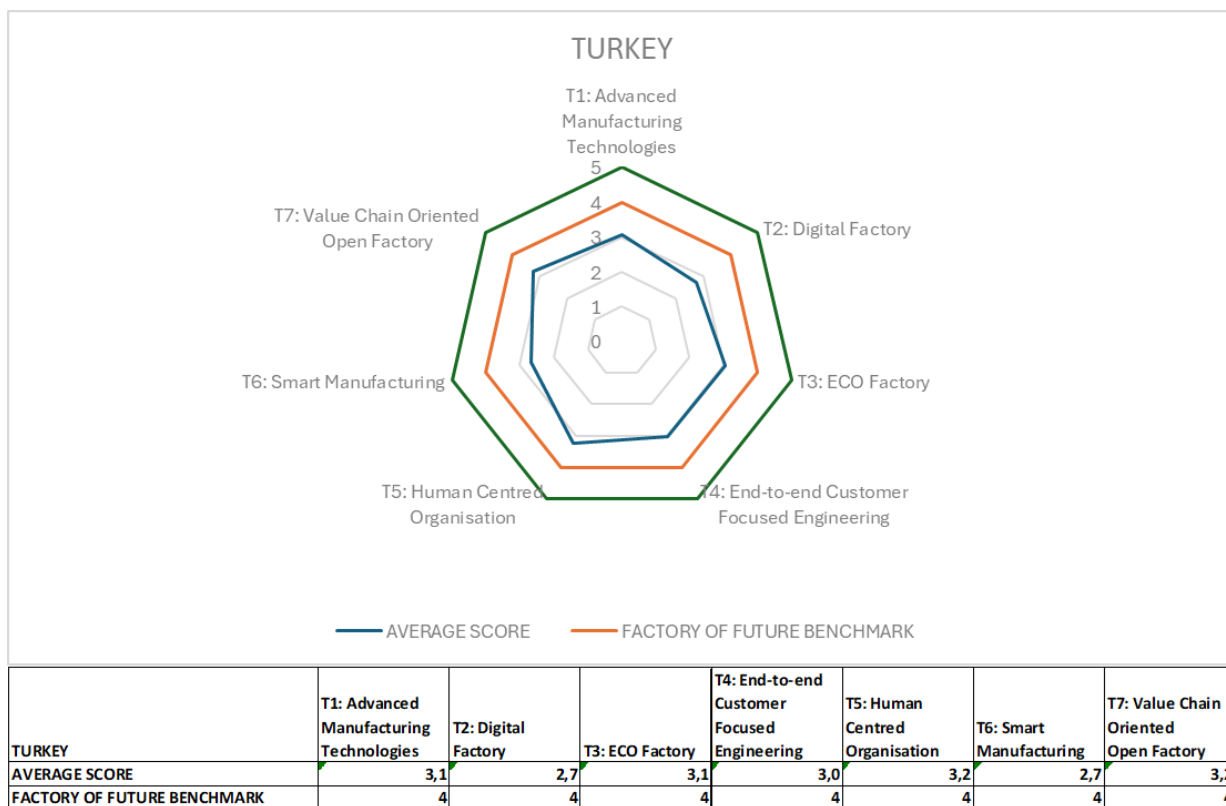 TURKEY
T1: Advanced
Manufacturing
Technologies
5
4
3
2
1
0
T2: Digital Factory
T3: ECO Factory
T4: End-to-end Customer
Focused Engineering
T5: Human Centred
Organisation
T6: Smart Manufacturing
T7: Value Chain Oriented
Open Factory
AVERAGE SCORE
FACTORY OF FUTURE BENCHMARK
TURKEY
T1: Advanced
Manufacturing
Technologies
T2: Digital
Factory
T3: ECO Factory
T4: End-to-end
Customer
Focused
Engineering
T5: Human
Centred
Organisation
T6: Smart
Manufacturing
T7: Value Chain
Oriented
Open Factory
AVERAGE SCORE 3,1 2,7 3,1 3,0 3,2 2,7 3,2
FACTORY OF FUTURE BENCHMARK 4 4 4 4 4 4 4